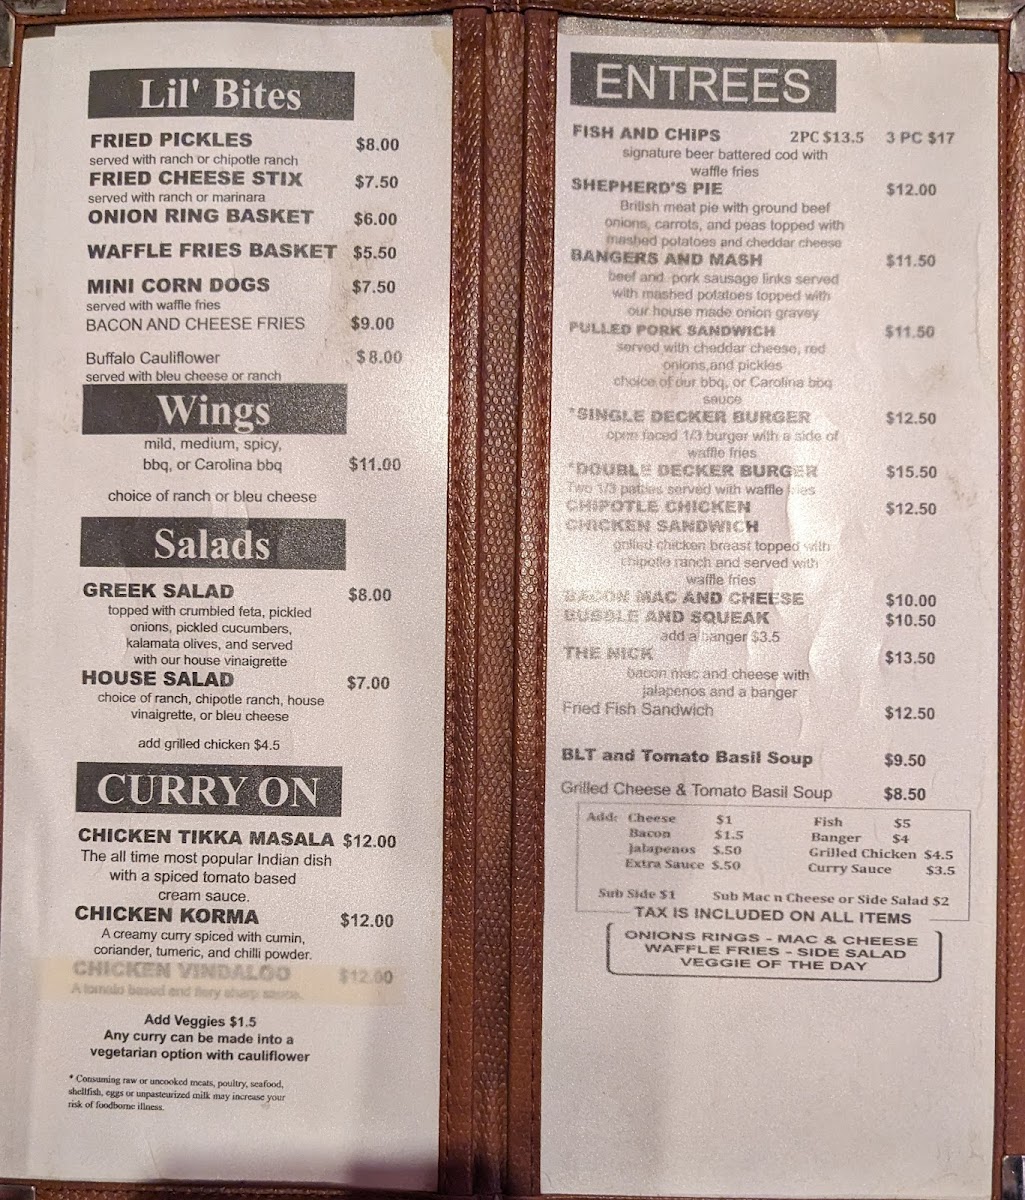 Lil' Bites
FRIED PICKLES $8.00
served with ranch or chipotle ranch
FRIED CHEESE STIX $7.50
served with ranch or marinara
ONION RING BASKET $6.00
WAFFLE FRIES BASKET $5.50
MINI CORN DOGS $7.50
served with waffle fries
BACON AND CHEESE FRIES $9.00
Buffalo Cauliflower $8.00
served with bleu cheese or ranch
Wings
mild, medium, spicy,
bbq, or Carolina bbq $11.00
choice of ranch or bleu cheese
Salads
GREEK SALAD $8.00
topped with crumbled feta, pickled
onions, pickled cucumbers,
kalamata olives, and served
with our house vinaigrette
HOUSE SALAD $7.00
choice of ranch, chipotle ranch, house
vinaigrette, or bleu cheese
add grilled chicken $4.5
CURRY ON
CHICKEN TIKKA MASALA $12.00
The all time most popular Indian dish
with a spiced tomato based
cream sauce.
CHICKEN KORMA $12.00
A creamy curry spiced with cumin,
coriander, tumeric, and chilli powder.
CHICKEN VINDALOO $12.00
A tomato based and fiery sharp sauce.
Add Veggies $1.5
Any curry can be made into a
vegetarian option with cauliflower
* Consuming raw or uncooked meats, poultry, seafood,
shellfish, eggs or unpasteurized milk may increase your
risk of foodborne illness.
ENTREES
FISH AND CHIPS 2PC $13.5 3 PC $17
signature beer battered cod with
waffle fries
SHEPHERD'S PIE $12.00
British meat pie with ground beef
onions, carrots, and peas topped with
mashed potatoes and cheddar cheese
BANGERS AND MASH $11.50
beef and pork sausage links served
with mashed potatoes topped with
our house made onion gravey
PULLED PORK SANDWICH $11.50
served with cheddar cheese, red
onions,and pickles
choice of our bbq, or Carolina bbq
sauce
*SINGLE DECKER BURGER $12.50
open faced 1/3 burger with a side of
waffle fries
*DOUBLE DECKER BURGER $15.50
Two 1/3 patties served with waffle fries
CHIPOTLE CHICKEN $12.50
CHICKEN SANDWICH
grilled chicken breast topped with
chipotle ranch and served with
waffle fries
BACON MAC AND CHEESE $10.00
BUBBLE AND SQUEAK $10.50
add a banger $3.5
THE NICK $13.50
bacon mac and cheese with
jalapenos and a banger
Fried Fish Sandwich $12.50
BLT and Tomato Basil Soup $9.50
Grilled Cheese & Tomato Basil Soup $8.50
Add: Cheese $1 Fish $5
Bacon $1.5 Banger $4
Jalapenos $.50 Grilled Chicken $4.5
Extra Sauce $.50 Curry Sauce $3.5
Sub Side $1 Sub Mac n Cheese or Side Salad $2
TAX IS INCLUDED ON ALL ITEMS
ONIONS RINGS - MAC & CHEESE
WAFFLE FRIES - SIDE SALAD
VEGGIE OF THE DAY